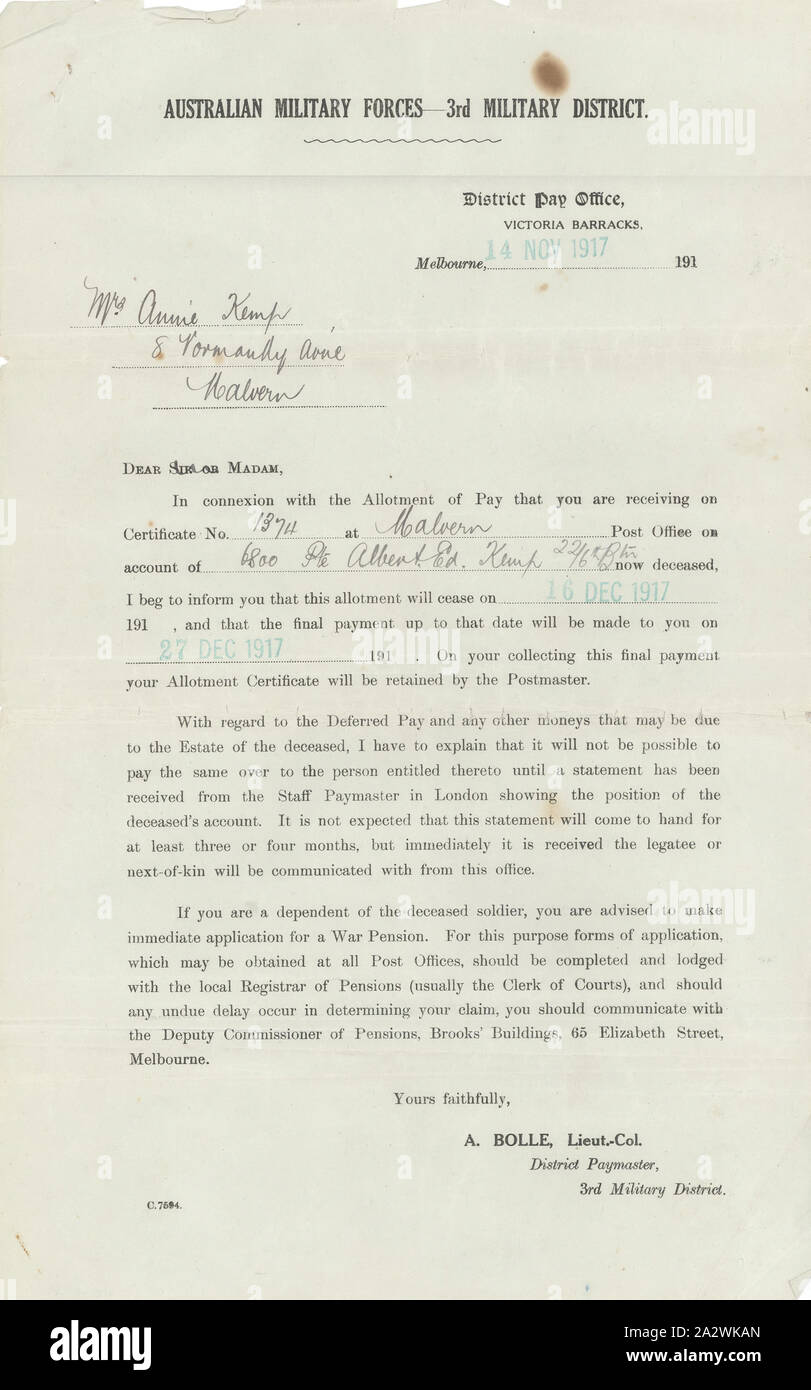 AUSTRALIAN MILITARY FORCES—3rd MILITARY DISTRICT.
District Pay Office,
VICTORIA BARRACKS,
14 NOV 1917
Melbourne, 191
Mrs Annie Kemp,
8 Normandy Avne
Malvern
DEAR SIR OR MADAM,
In connexion with the Allotment of Pay that you are receiving on
Certificate No. 1374 at Malvern Post Office on
account of 6800 Pte Albert Ed. Kemp 22/6th Btn now deceased,
I beg to inform you that this allotment will cease on 16 DEC 1917
191 , and that the final payment up to that date will be made to you on
27 DEC 1917 191 . On your collecting this final payment
your Allotment Certificate will be retained by the Postmaster.
With regard to the Deferred Pay and any other moneys that may be due
to the Estate of the deceased, I have to explain that it will not be possible to
pay the same over to the person entitled thereto until a statement has been
received from the Staff Paymaster in London showing the position of the
deceased's account. It is not expected that this statement will come to hand for
at least three or four months, but immediately it is received the legatee or
next-of-kin will be communicated with from this office.
If you are a dependent of the deceased soldier, you are advised to make
immediate application for a War Pension. For this purpose forms of application,
which may be obtained at all Post Offices, should be completed and lodged
with the local Registrar of Pensions (usually the Clerk of Courts), and should
any undue delay occur in determining your claim, you should communicate with
the Deputy Commissioner of Pensions, Brooks' Buildings, 65 Elizabeth Street,
Melbourne.
Yours faithfully,
A. BOLLE, Lieut.-Col.
District Paymaster,
3rd Military District.
C.7594.
alamy
Image ID: 2A2WKAN
www.alamy.com